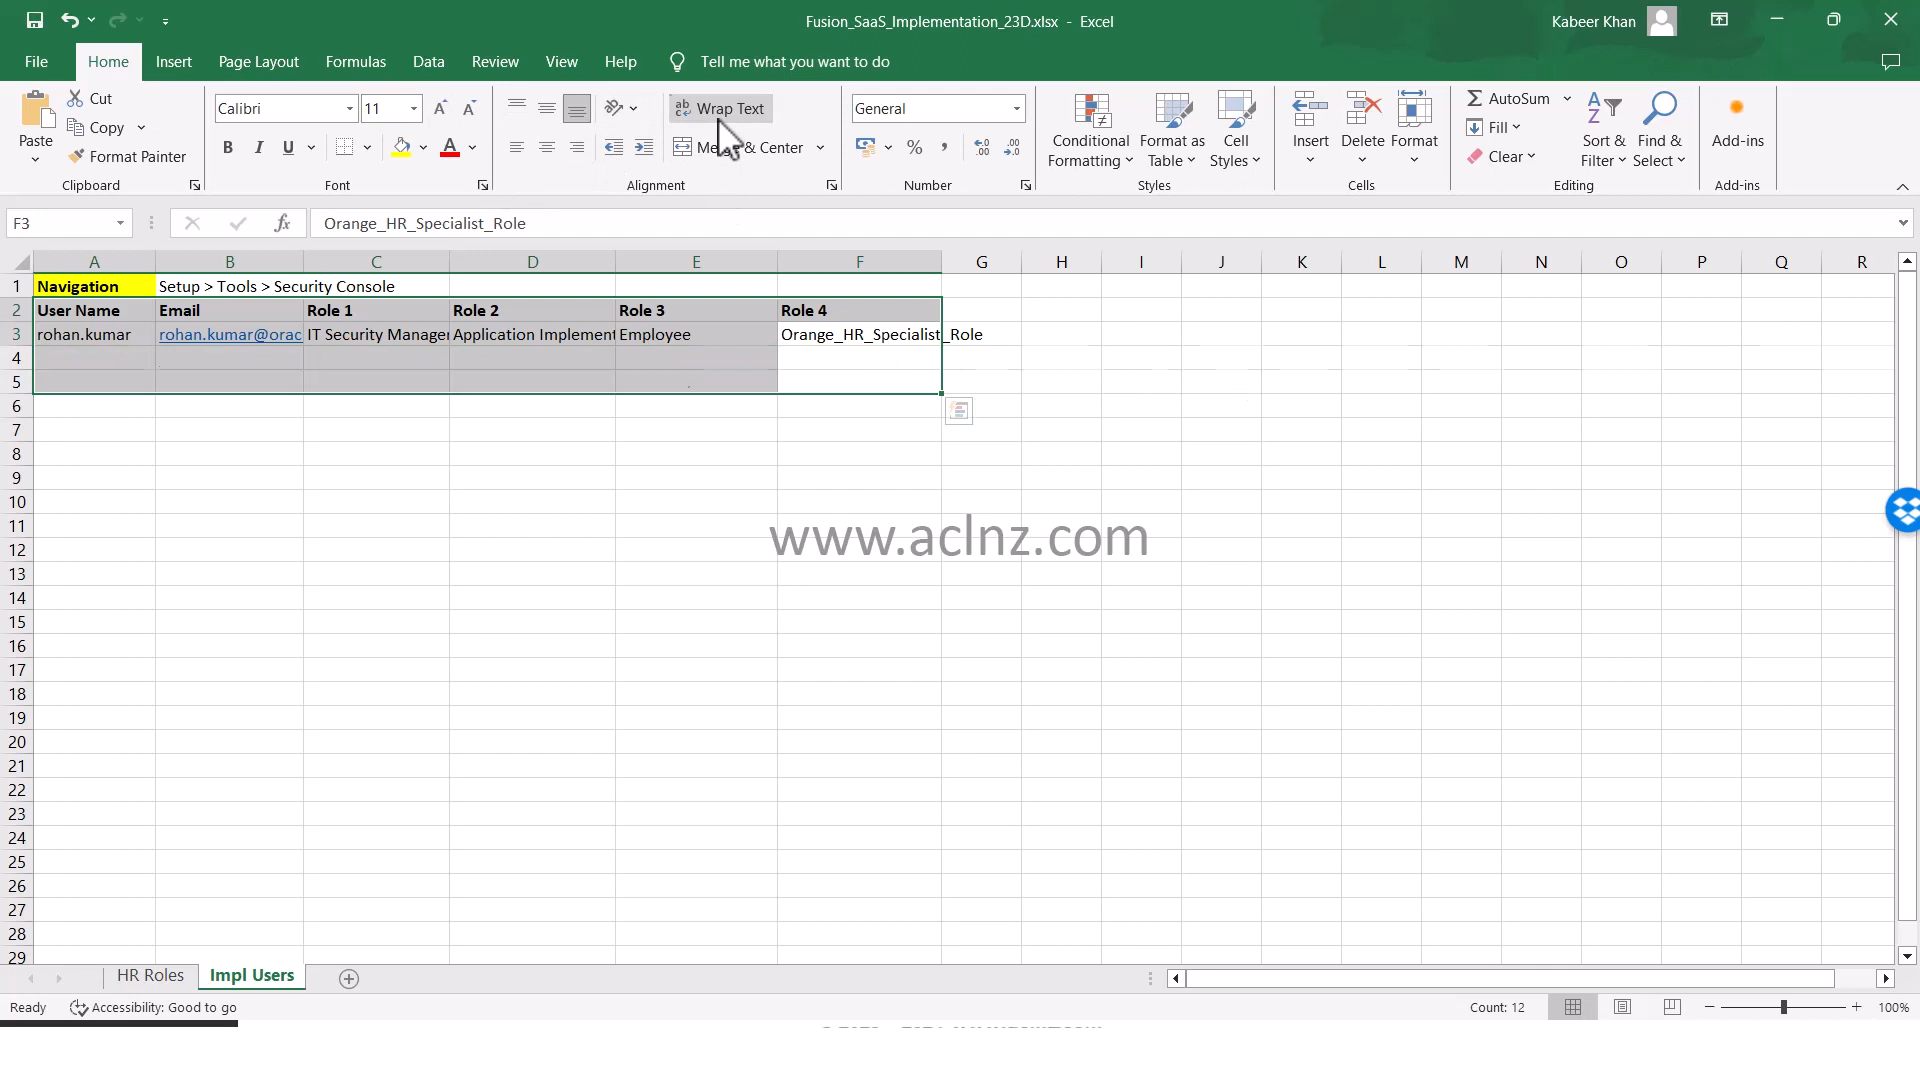 Fusion_SaaS_Implementation_23D.xlsx - Excel
Kabeer Khan
File Home Insert Page Layout Formulas Data Review View Help Tell me what you want to do
Paste
Cut
Copy
Format Painter
Clipboard
Calibri 11
B I U A
Font
Wrap Text
& Center
Alignment
General
% ,
Number
Conditional Formatting
Format as Table
Cell Styles
Styles
Insert Delete Format
Cells
AutoSum
Fill
Clear
Sort & Filter
Find & Select
Editing
Add-ins
Add-ins
F3 fx Orange_HR_Specialist_Role
A B C D E F G H I J K L M N O P Q R
1 Navigation Setup > Tools > Security Console
2 User Name Email Role 1 Role 2 Role 3 Role 4
3 rohan.kumar rohan.kumar@orac IT Security Manager Application Implement Employee Orange_HR_Specialist_Role
4
5
6
7
8
9
10
11
www.aclnz.com
12
13
14
15
16
17
18
19
20
21
22
23
24
25
26
27
28
29
HR Roles Impl Users
Ready Accessibility: Good to go Count: 12 100%